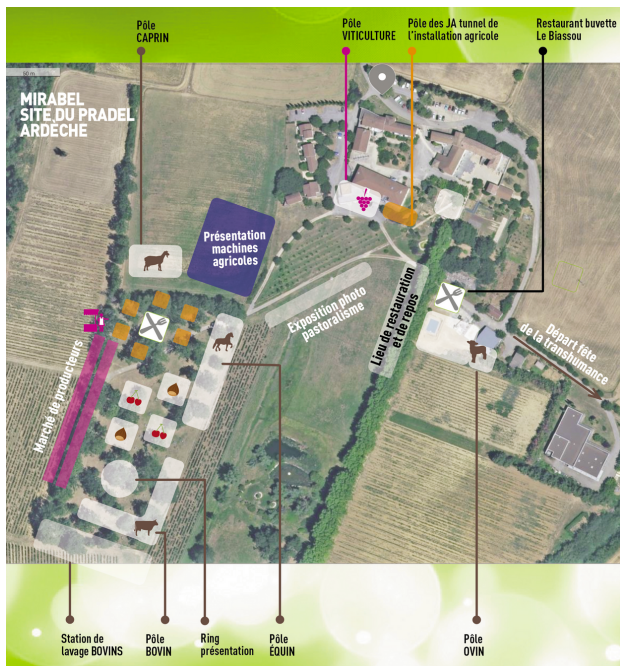 Pôle
CAPRIN
Pôle
VITICULTURE
Pôle des JA tunnel de
l'installation agricole
Restaurant buvette
Le Biassou
50 m
MIRABEL
SITE DU PRADEL
ARDÈCHE
Présentation
machines
agricoles
Exposition photo
pastoralisme
Lieu de restauration
et de repos
Départ fête
de la transhumance
Marché de producteurs
Station de
lavage BOVINS
Pôle
BOVIN
Ring
présentation
Pôle
ÉQUIN
Pôle
OVIN